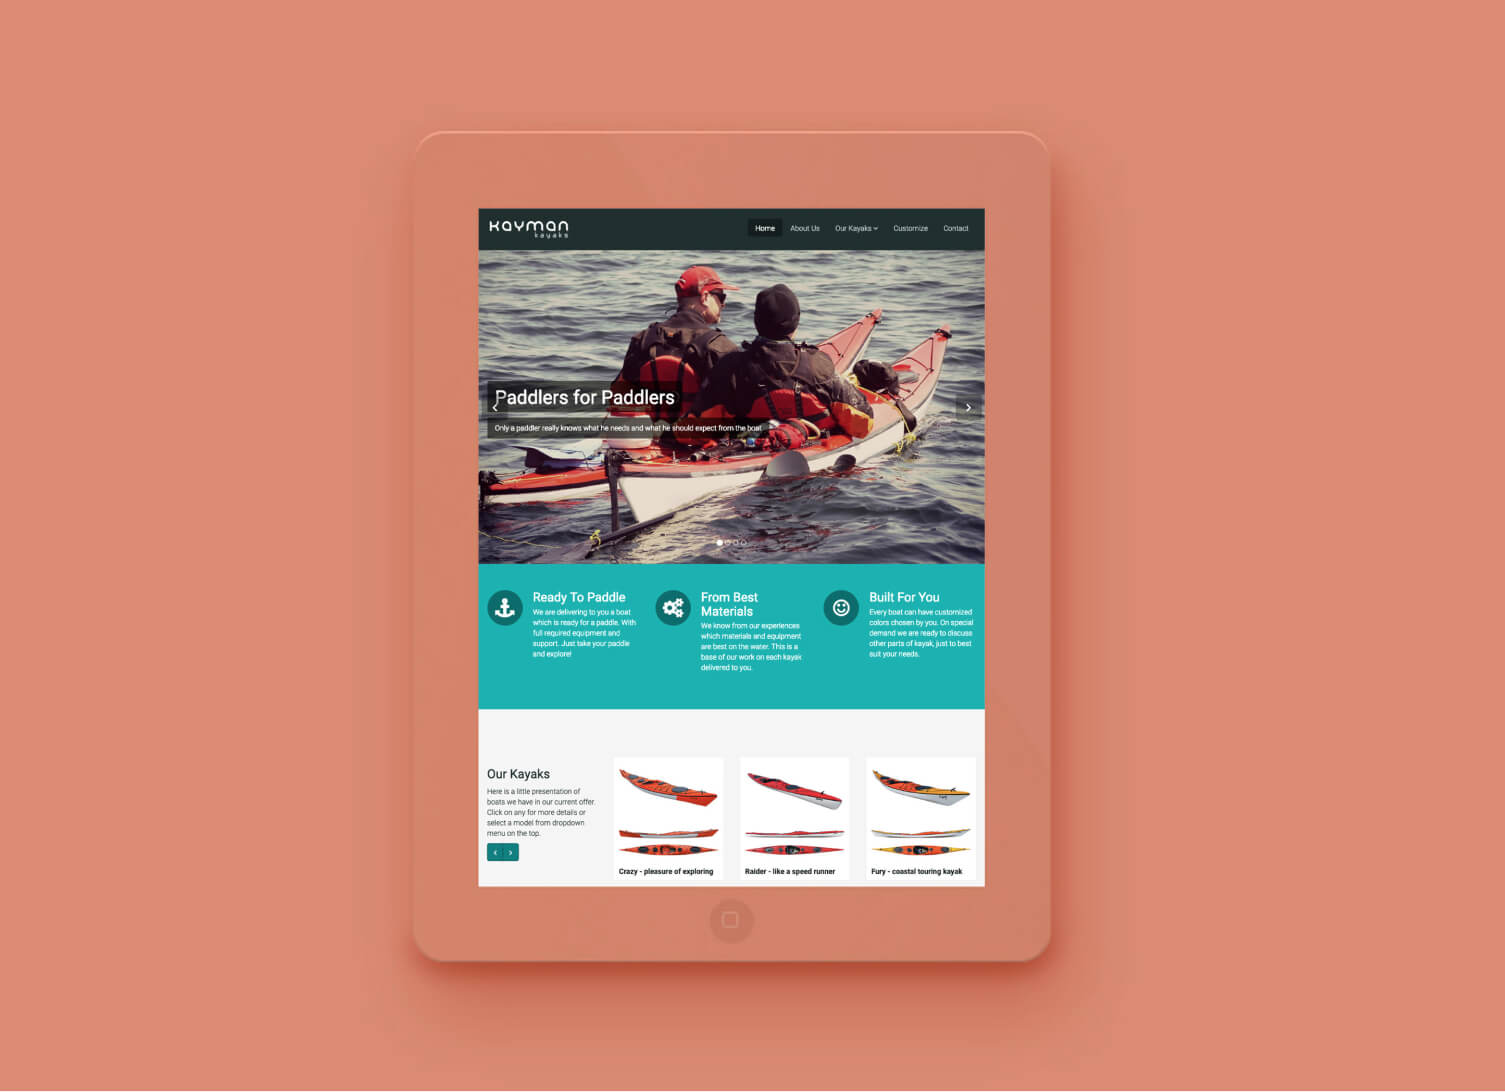 kayman
kayaks
Home About Us Our Kayaks Customize Contact
Paddlers for Paddlers
Only a paddler really knows what he needs and what he should expect from the boat
Ready To Paddle
We are delivering to you a boat
which is ready for a paddle. With
full required equipment and
support. Just take your paddle
and explore!
From Best
Materials
We know from our experiences
which materials and equipment
are best on the water. This is a
base of our work on each kayak
delivered to you.
Built For You
Every boat can have customized
colors chosen by you. On special
demand we are ready to discuss
other parts of kayak, just to best
suit your needs.
Our Kayaks
Here is a little presentation of
boats we have in our current offer.
Click on any for more details or
select a model from dropdown
menu on the top.
Crazy - pleasure of exploring
Raider - like a speed runner
Fury - coastal touring kayak